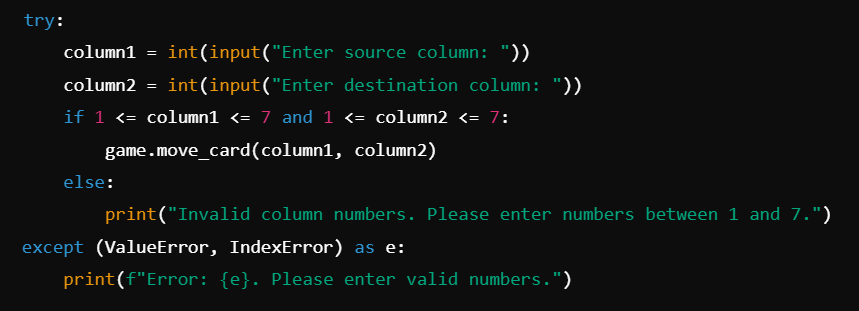 try:
    column1 = int(input("Enter source column: "))
    column2 = int(input("Enter destination column: "))
    if 1 <= column1 <= 7 and 1 <= column2 <= 7:
        game.move_card(column1, column2)
    else:
        print("Invalid column numbers. Please enter numbers between 1 and 7.")
except (ValueError, IndexError) as e:
    print(f"Error: {e}. Please enter valid numbers.")